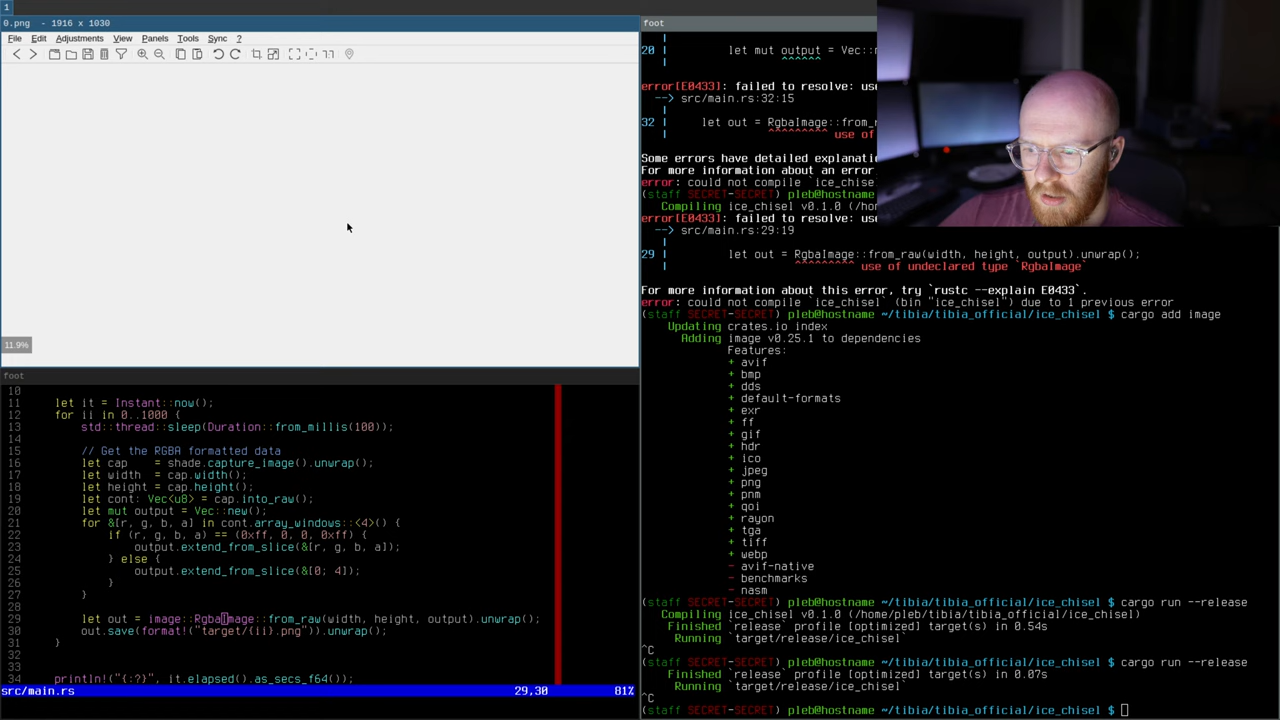 1
0.png - 1916 x 1030
File Edit Adjustments View Panels Tools Sync ?
11.9%
foot
10
11 let it = Instant::now();
12 for ii in 0..1000 {
13 std::thread::sleep(Duration::from_millis(100));
14
15 // Get the RGBA formatted data
16 let cap = shade.capture_image().unwrap();
17 let width = cap.width();
18 let height = cap.height();
19 let cont: Vec<u8> = cap.into_raw();
20 let mut output = Vec::new();
21 for &[r, g, b, a] in cont.array_windows::<4>() {
22 if (r, g, b, a) == (0xff, 0, 0, 0xff) {
23 output.extend_from_slice(&[r, g, b, a]);
24 } else {
25 output.extend_from_slice(&[0; 4]);
26 }
27 }
28
29 let out = image::RgbaImage::from_raw(width, height, output).unwrap();
30 out.save(format!("target/{ii}.png")).unwrap();
31 }
32
33
34 println!("{:?}", it.elapsed().as_secs_f64());
src/main.rs 29,30 81%
foot
20 | let mut output = Vec::
error[E0433]: failed to resolve: use
--> src/main.rs:32:15
32 | let out = RgbaImage::from_r
^^^^^^^^^ use of
Some errors have detailed explanati
For more information about an error
error: could not compile `ice_chisel
(staff SECRET-SECRET) pleb@hostname
Compiling ice_chisel v0.1.0 (/hom
error[E0433]: failed to resolve: use
--> src/main.rs:29:19
29 | let out = RgbaImage::from_raw(width, height, output).unwrap();
^^^^^^^^^ use of undeclared type `RgbaImage`
For more information about this error, try `rustc --explain E0433`.
error: could not compile `ice_chisel` (bin "ice_chisel") due to 1 previous error
(staff SECRET-SECRET) pleb@hostname ~/tibia/tibia_official/ice_chisel $ cargo add image
Updating crates.io index
Adding image v0.25.1 to dependencies
Features:
+ avif
+ bmp
+ dds
+ default-formats
+ exr
+ ff
+ gif
+ hdr
+ ico
+ jpeg
+ png
+ pnm
+ qoi
+ rayon
+ tga
+ tiff
+ webp
- avif-native
- benchmarks
- nasm
(staff SECRET-SECRET) pleb@hostname ~/tibia/tibia_official/ice_chisel $ cargo run --release
Compiling ice_chisel v0.1.0 (/home/pleb/tibia/tibia_official/ice_chisel)
Finished `release` profile [optimized] target(s) in 0.54s
Running `target/release/ice_chisel`
^C
(staff SECRET-SECRET) pleb@hostname ~/tibia/tibia_official/ice_chisel $ cargo run --release
Finished `release` profile [optimized] target(s) in 0.07s
Running `target/release/ice_chisel`
^C
(staff SECRET-SECRET) pleb@hostname ~/tibia/tibia_official/ice_chisel $